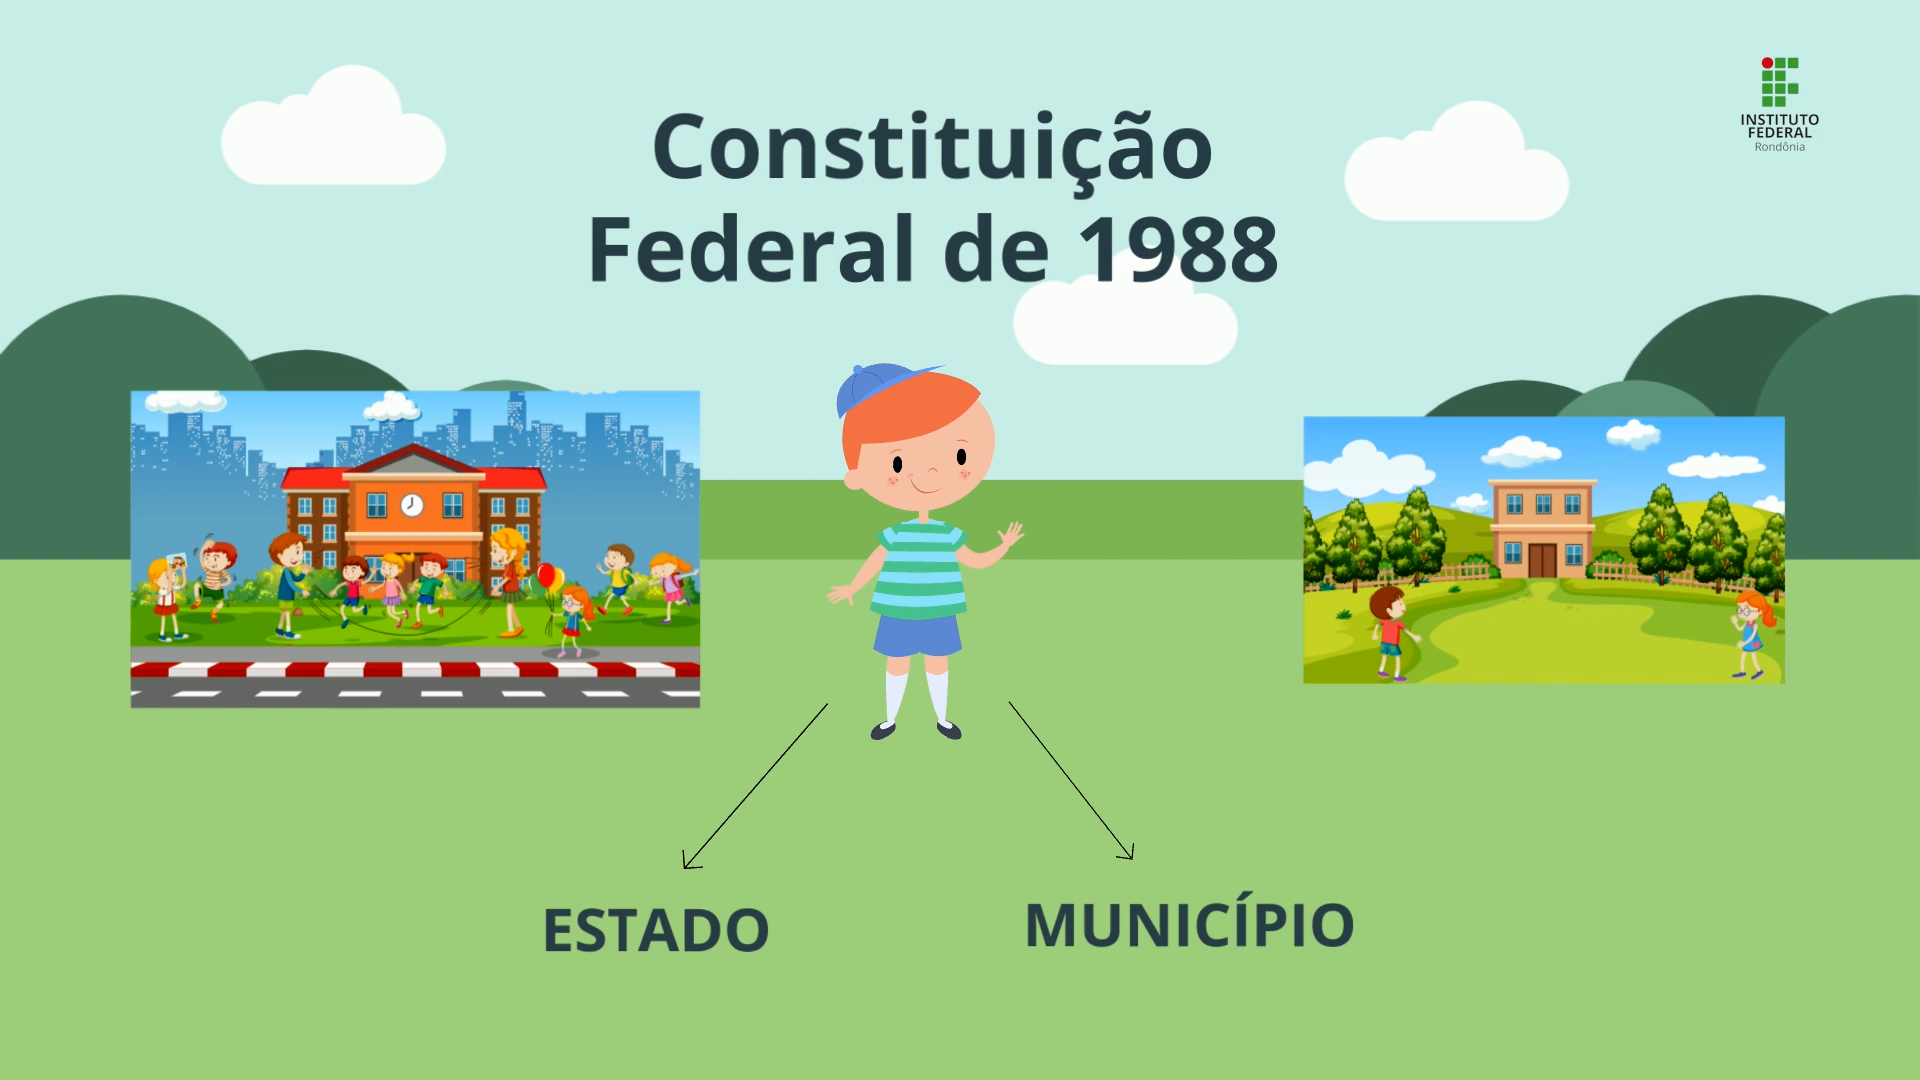 Constituição
Federal de 1988
INSTITUTO
FEDERAL
Rondônia
ESTADO
MUNICÍPIO